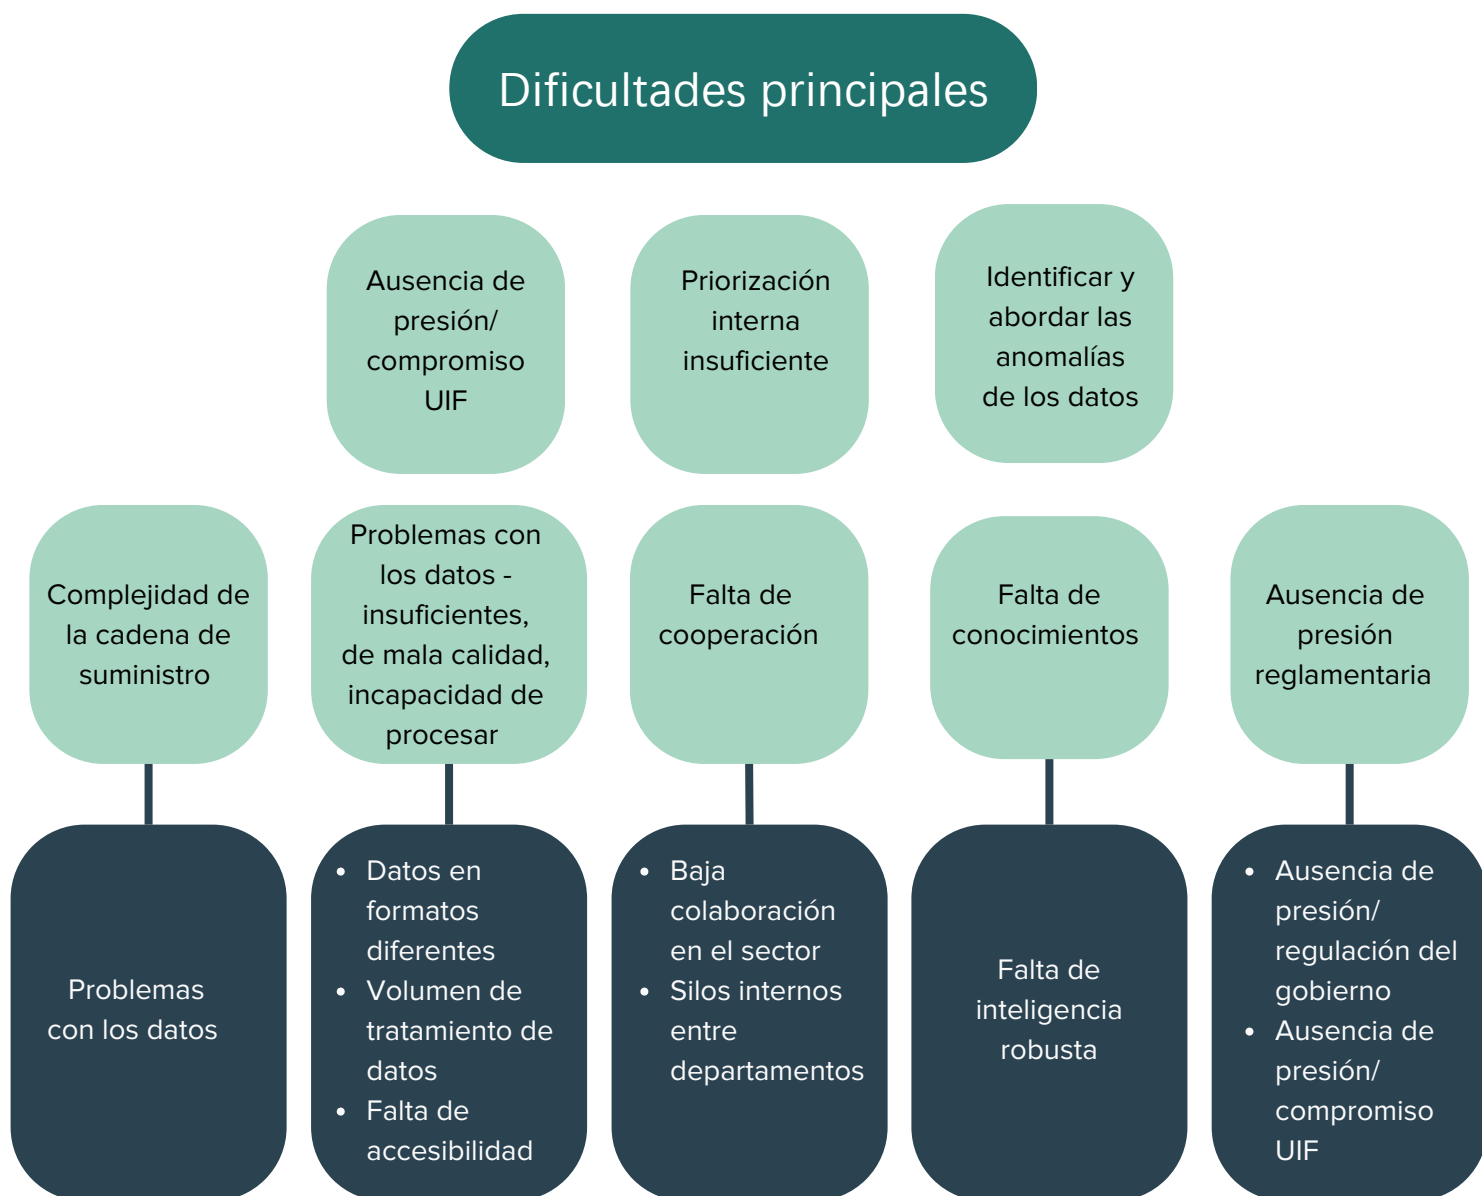 Dificultades principales
Ausencia de
presión/
compromiso
UIF
Priorización
interna
insuficiente
Identificar y
abordar las
anomalías
de los datos
Complejidad de
la cadena de
suministro
Problemas con
los datos -
insuficientes,
de mala calidad,
incapacidad de
procesar
Falta de
cooperación
Falta de
conocimientos
Ausencia de
presión
reglamentaria
Problemas
con los datos
• Datos en
formatos
diferentes
• Volumen de
tratamiento de
datos
• Falta de
accesibilidad
• Baja
colaboración
en el sector
• Silos internos
entre
departamentos
Falta de
inteligencia
robusta
• Ausencia de
presión/
regulación del
gobierno
• Ausencia de
presión/
compromiso
UIF